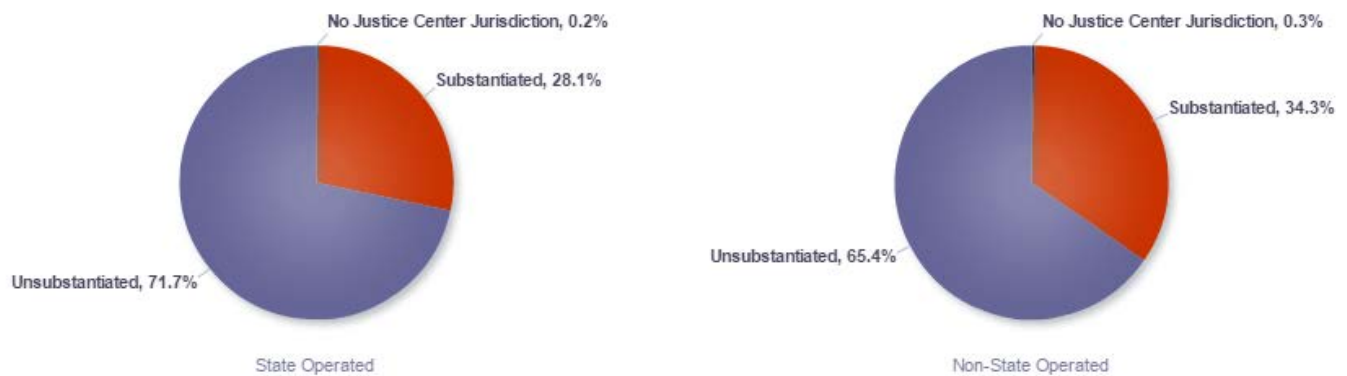 No Justice Center Jurisdiction, 0.2%
Substantiated, 28.1%
Unsubstantiated, 71.7%
State Operated
No Justice Center Jurisdiction, 0.3%
Substantiated, 34.3%
Unsubstantiated, 65.4%
Non-State Operated